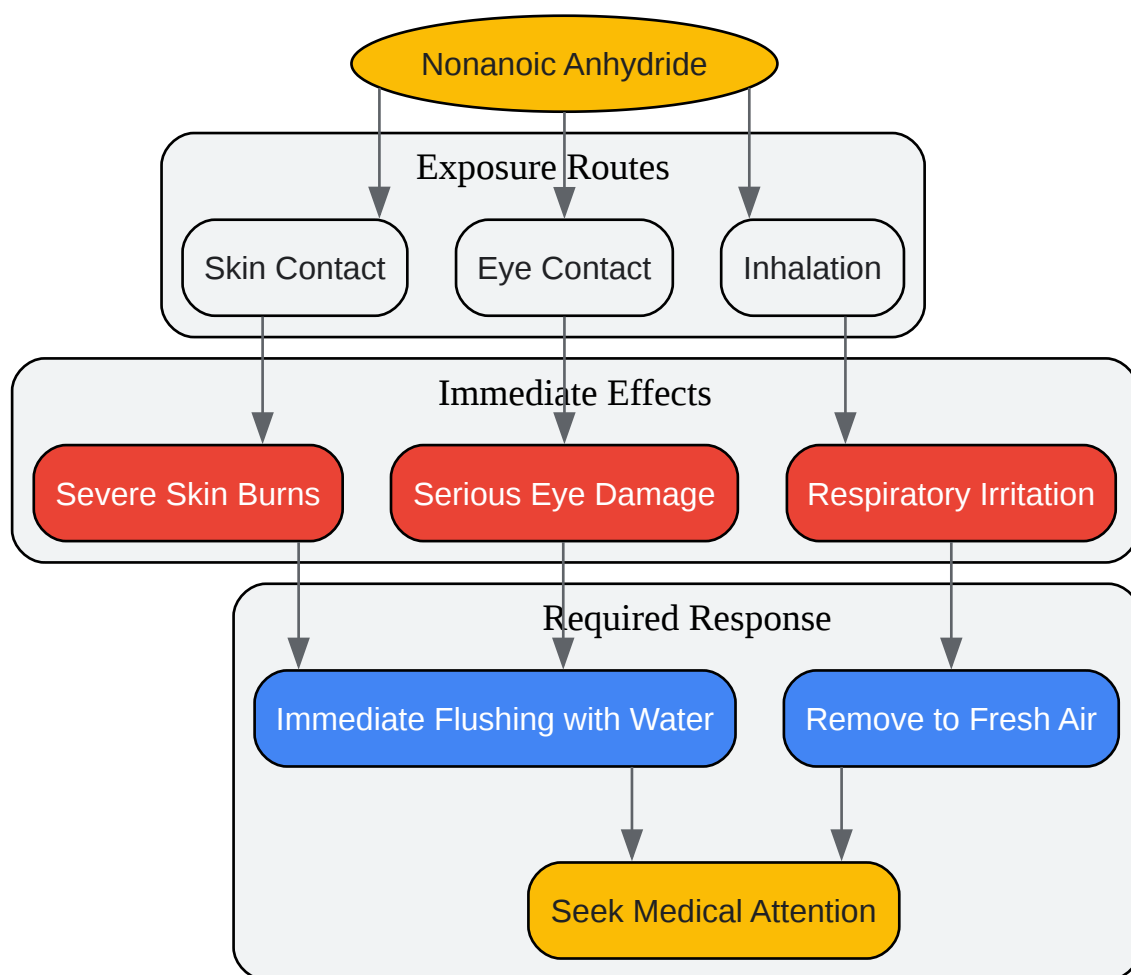 Nonanoic Anhydride
Exposure Routes
Skin Contact
Eye Contact
Inhalation
Immediate Effects
Severe Skin Burns
Serious Eye Damage
Respiratory Irritation
Required Response
Immediate Flushing with Water
Remove to Fresh Air
Seek Medical Attention